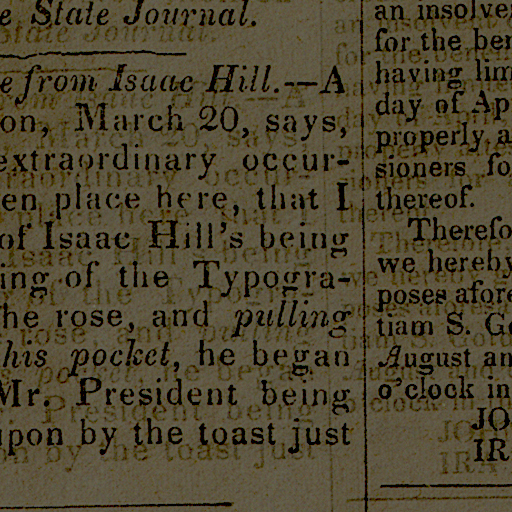 e State Journal.
e from Isaac Hill.—A
on, March 20, says,
extraordinary occur-
en place here, that I
of Isaac Hill's being
ing of the Typogra-
he rose, and pulling
his pocket, he began
Mr. President being
upon by the toast just
an insolve
for the ben
having lim
day of Ap
properly a
sioners fo
thereof.
Therefo
we hereby
poses afore
tiam S. Go
August an
o'clock in
JO
IR